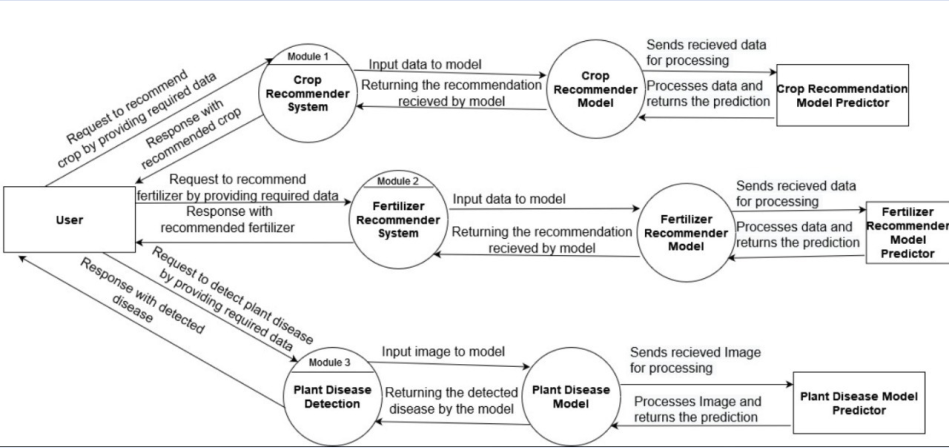 Module 1
Crop
Recommender
System
Input data to model
Returning the recommendation
recieved by model
Crop
Recommender
Model
Sends recieved data
for processing
Processes data and
returns the prediction
Crop Recommendation
Model Predictor
Request to recommend
crop by providing required data
Response with
recommended crop
User
Request to recommend
fertilizer by providing required data
Response with
recommended fertilizer
Module 2
Fertilizer
Recommender
System
Input data to model
Returning the recommendation
recieved by model
Fertilizer
Recommender
Model
Sends recieved data
for processing
Processes data and
returns the prediction
Fertilizer
Recommender
Model
Predictor
Request to detect plant disease
by providing required data
Response with detected
disease
Module 3
Plant Disease
Detection
Input image to model
Returning the detected
disease by the model
Plant Disease
Model
Sends recieved Image
for processing
Processes Image and
returns the prediction
Plant Disease Model
Predictor